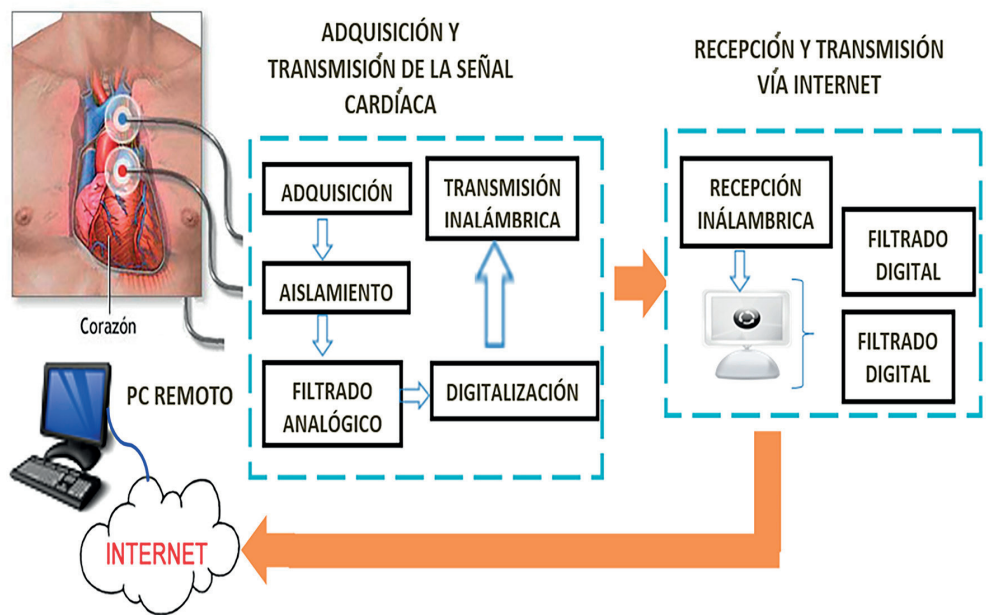 ADQUISICIÓN Y
TRANSMISIÓN DE LA SEÑAL
CARDÍACA
RECEPCIÓN Y TRANSMISIÓN
VÍA INTERNET
Corazón
ADQUISICIÓN
AISLAMIENTO
FILTRADO
ANALÓGICO
DIGITALIZACIÓN
TRANSMISIÓN
INALÁMBRICA
RECEPCIÓN
INÁLAMBRICA
FILTRADO
DIGITAL
FILTRADO
DIGITAL
PC REMOTO
INTERNET